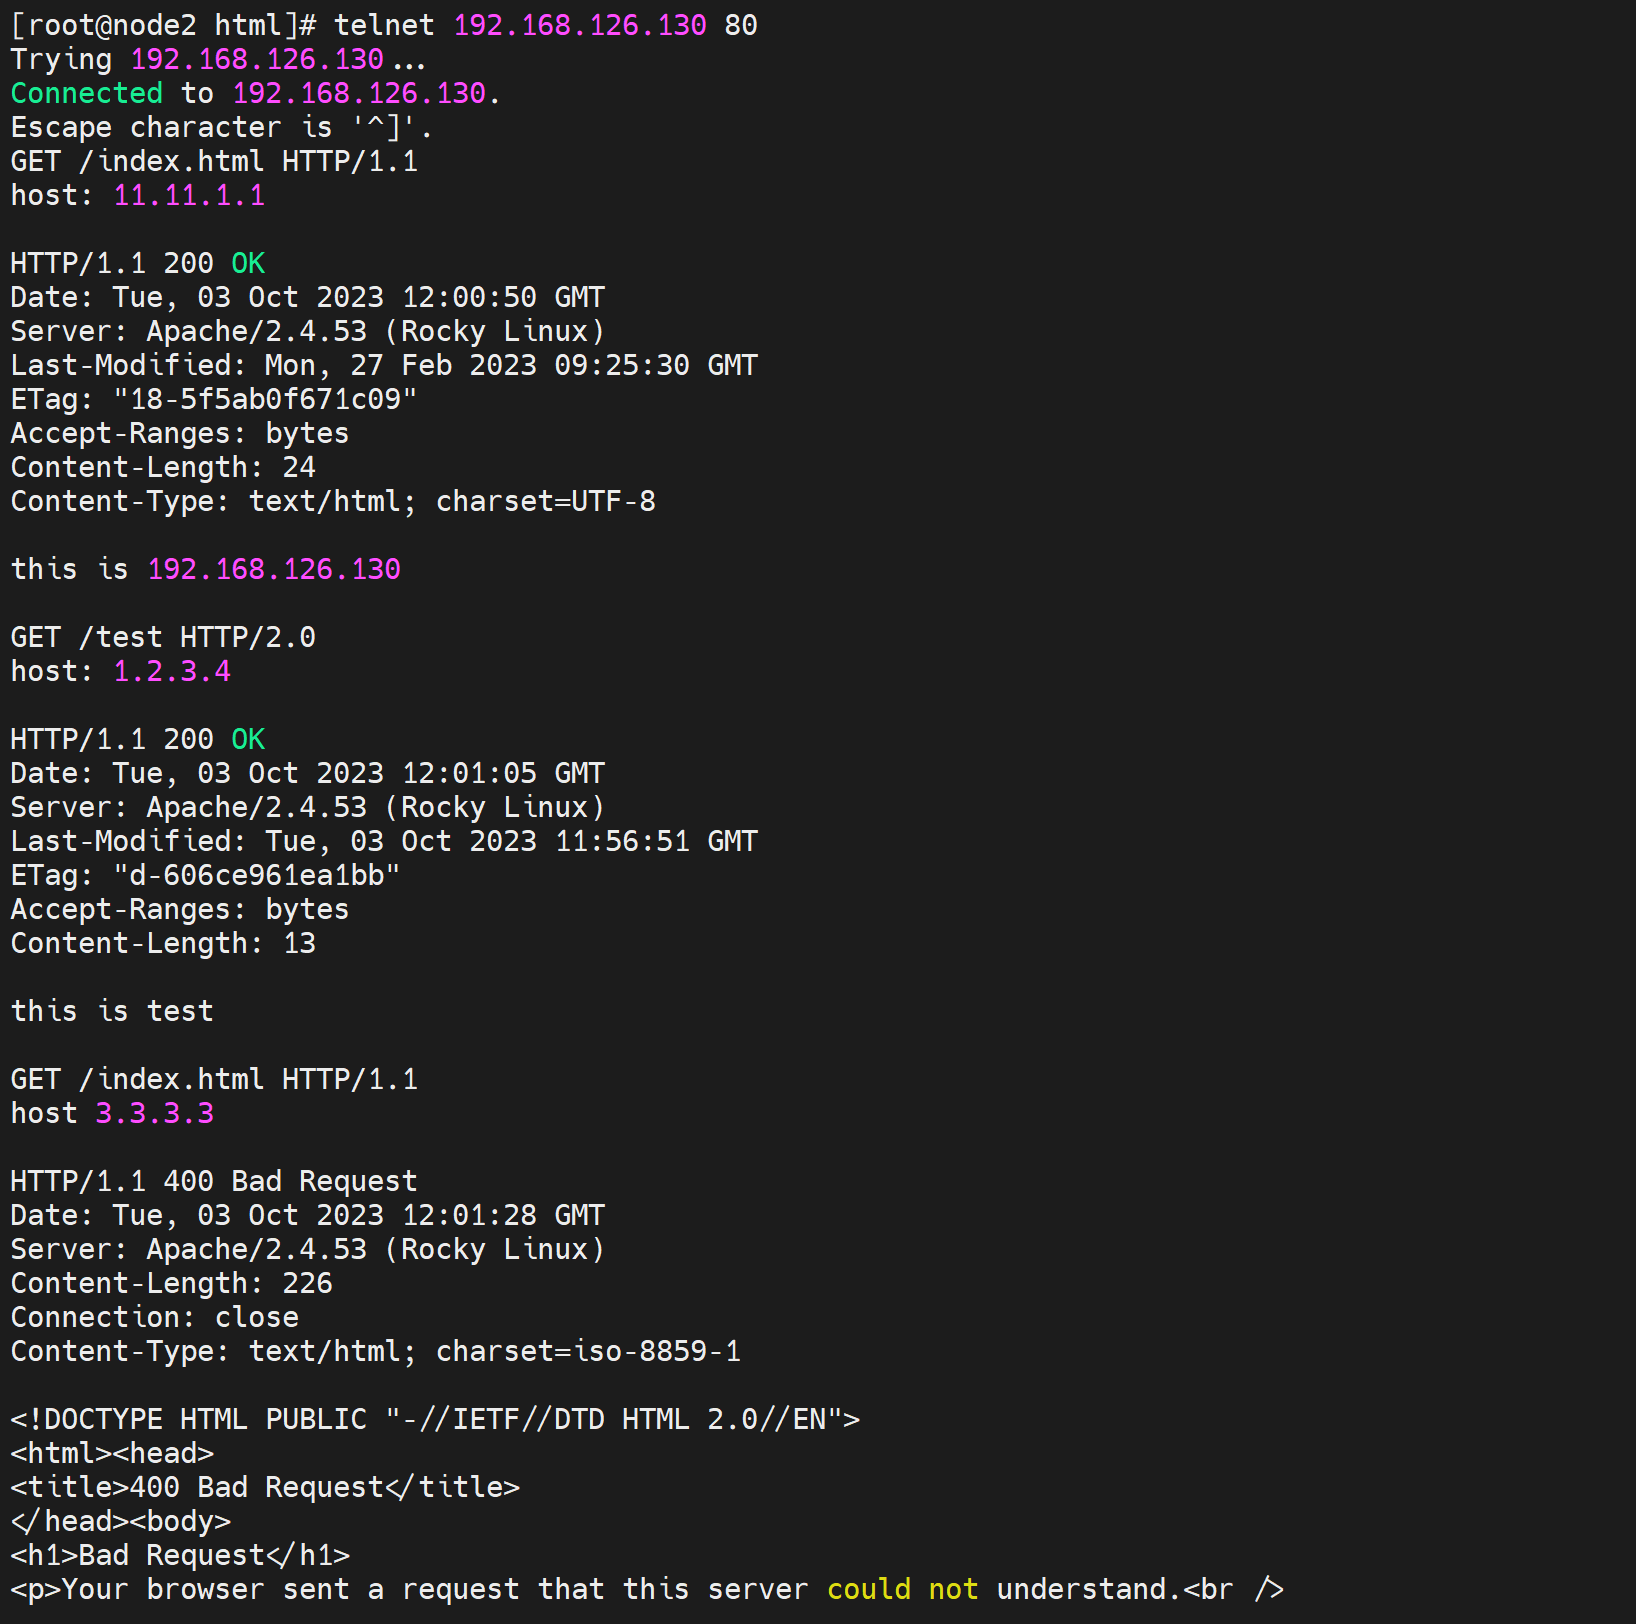 [root@node2 html]# telnet 192.168.126.130 80
Trying 192.168.126.130...
Connected to 192.168.126.130.
Escape character is '^]'.
GET /index.html HTTP/1.1
host: 11.11.1.1
HTTP/1.1 200 OK
Date: Tue, 03 Oct 2023 12:00:50 GMT
Server: Apache/2.4.53 (Rocky Linux)
Last-Modified: Mon, 27 Feb 2023 09:25:30 GMT
ETag: "18-5f5ab0f671c09"
Accept-Ranges: bytes
Content-Length: 24
Content-Type: text/html; charset=UTF-8
this is 192.168.126.130
GET /test HTTP/2.0
host: 1.2.3.4
HTTP/1.1 200 OK
Date: Tue, 03 Oct 2023 12:01:05 GMT
Server: Apache/2.4.53 (Rocky Linux)
Last-Modified: Tue, 03 Oct 2023 11:56:51 GMT
ETag: "d-606ce961ea1bb"
Accept-Ranges: bytes
Content-Length: 13
this is test
GET /index.html HTTP/1.1
host 3.3.3.3
HTTP/1.1 400 Bad Request
Date: Tue, 03 Oct 2023 12:01:28 GMT
Server: Apache/2.4.53 (Rocky Linux)
Content-Length: 226
Connection: close
Content-Type: text/html; charset=iso-8859-1
<!DOCTYPE HTML PUBLIC "-//IETF//DTD HTML 2.0//EN">
<html><head>
<title>400 Bad Request</title>
</head><body>
<h1>Bad Request</h1>
<p>Your browser sent a request that this server could not understand.<br />